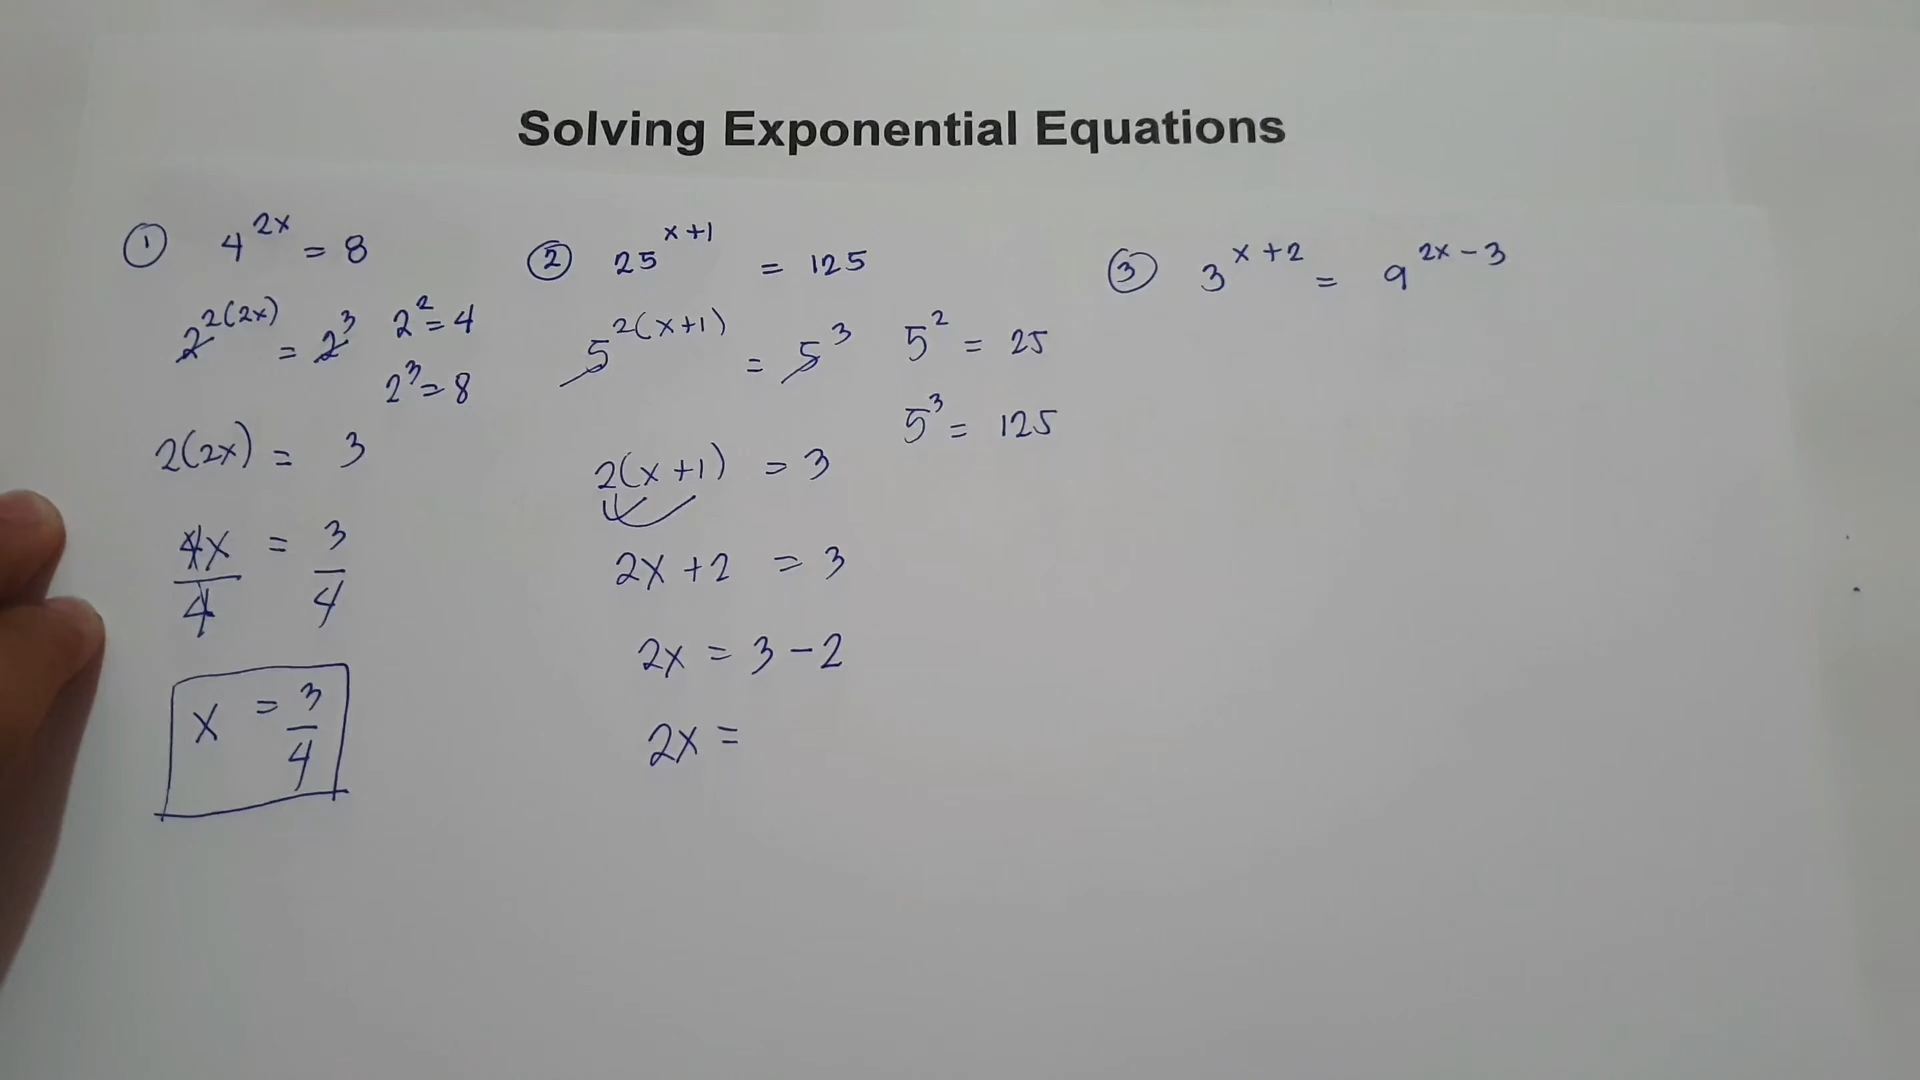 Solving Exponential Equations
① 4^{2x} = 8
2^{2(2x)} = 2^3
2^2 = 4
2^3 = 8
2(2x) = 3
4x/4 = 3/4
x = 3/4
② 25^{x+1} = 125
5^{2(x+1)} = 5^3
5^2 = 25
5^3 = 125
2(x+1) = 3
2x+2 = 3
2x = 3-2
2x =
③ 3^{x+2} = 9^{2x-3}